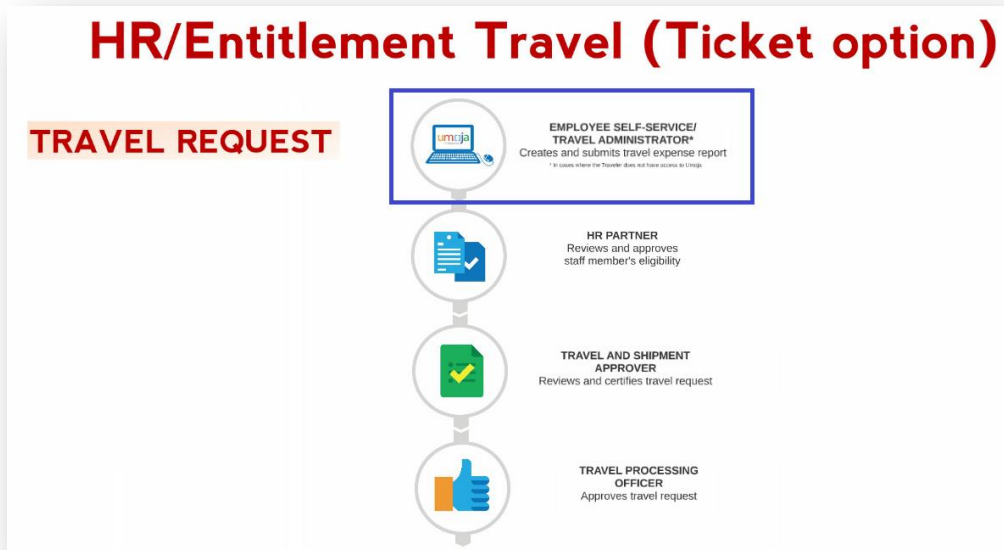 HR/Entitlement Travel (Ticket option)
TRAVEL REQUEST
umoja
EMPLOYEE SELF-SERVICE/
TRAVEL ADMINISTRATOR*
Creates and submits travel expense report
* In cases where the Traveler does not have access to Umoja
HR PARTNER
Reviews and approves
staff member's eligibility
TRAVEL AND SHIPMENT
APPROVER
Reviews and certifies travel request
TRAVEL PROCESSING
OFFICER
Approves travel request